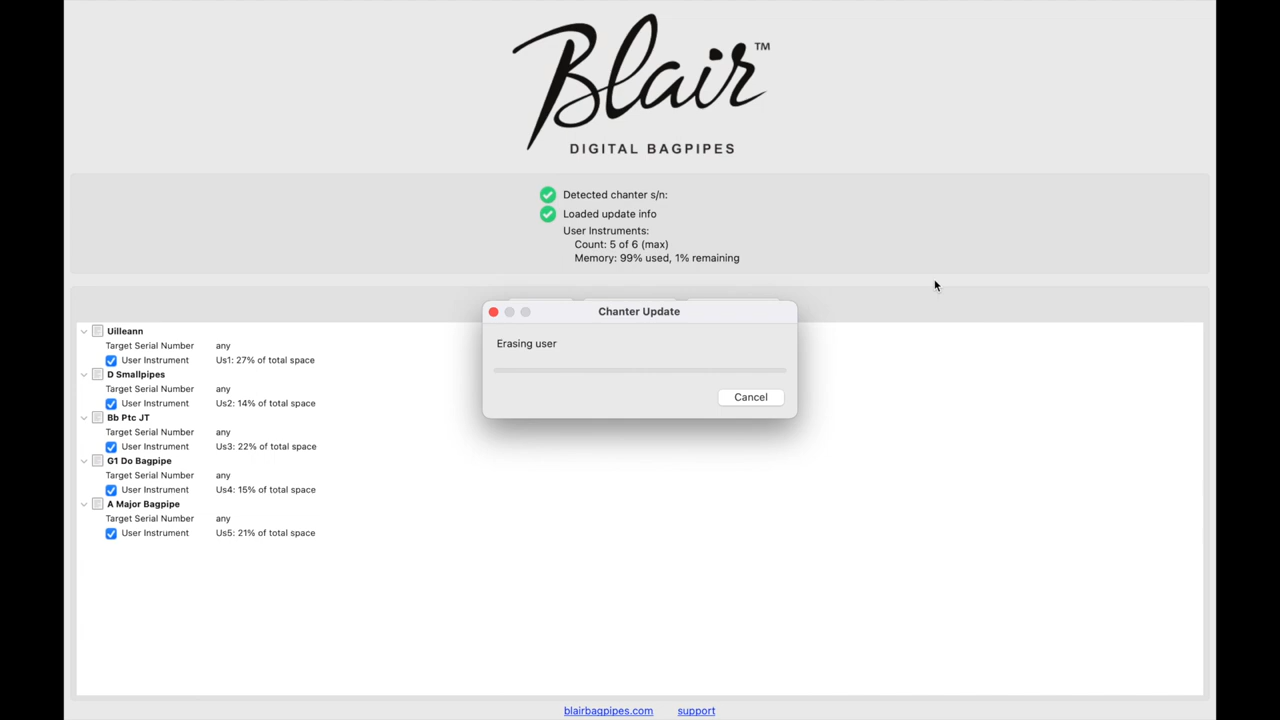 Blair™
DIGITAL BAGPIPES
Detected chanter s/n:
Loaded update info
User Instruments:
Count: 5 of 6 (max)
Memory: 99% used, 1% remaining
Chanter Update
Erasing user
Cancel
Uilleann
Target Serial Number any
User Instrument Us1: 27% of total space
D Smallpipes
Target Serial Number any
User Instrument Us2: 14% of total space
Bb Ptc JT
Target Serial Number any
User Instrument Us3: 22% of total space
G1 Do Bagpipe
Target Serial Number any
User Instrument Us4: 15% of total space
A Major Bagpipe
Target Serial Number any
User Instrument Us5: 21% of total space
blairbagpipes.com support